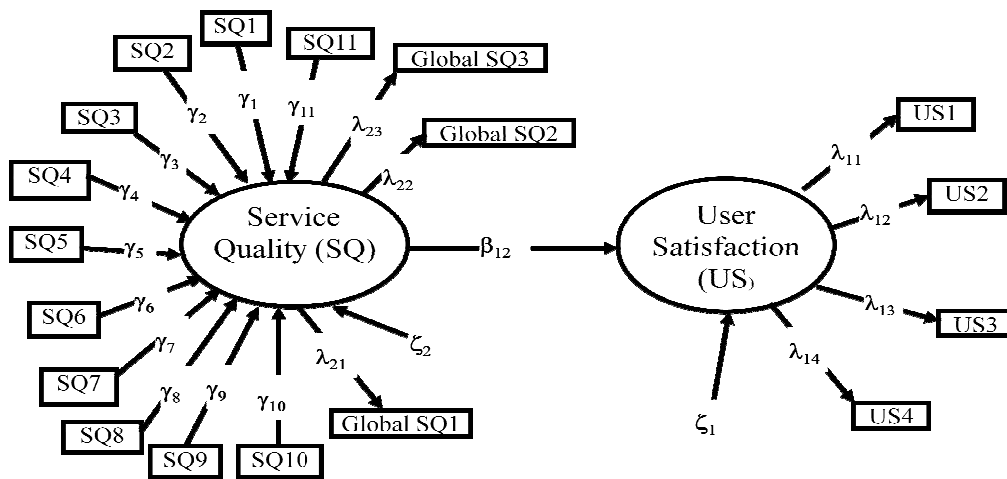 SQ1
SQ2
SQ11
Global SQ3
SQ3
Global SQ2
SQ4
SQ5
SQ6
SQ7
SQ8
SQ9
SQ10
Global SQ1
γ1
γ2
γ11
λ23
γ3
λ22
γ4
γ5
γ6
γ7
γ8
γ9
γ10
λ21
ζ2
Service
Quality (SQ)
β12
User
Satisfaction
(US)
λ11
US1
λ12
US2
λ13
US3
λ14
US4
ζ1